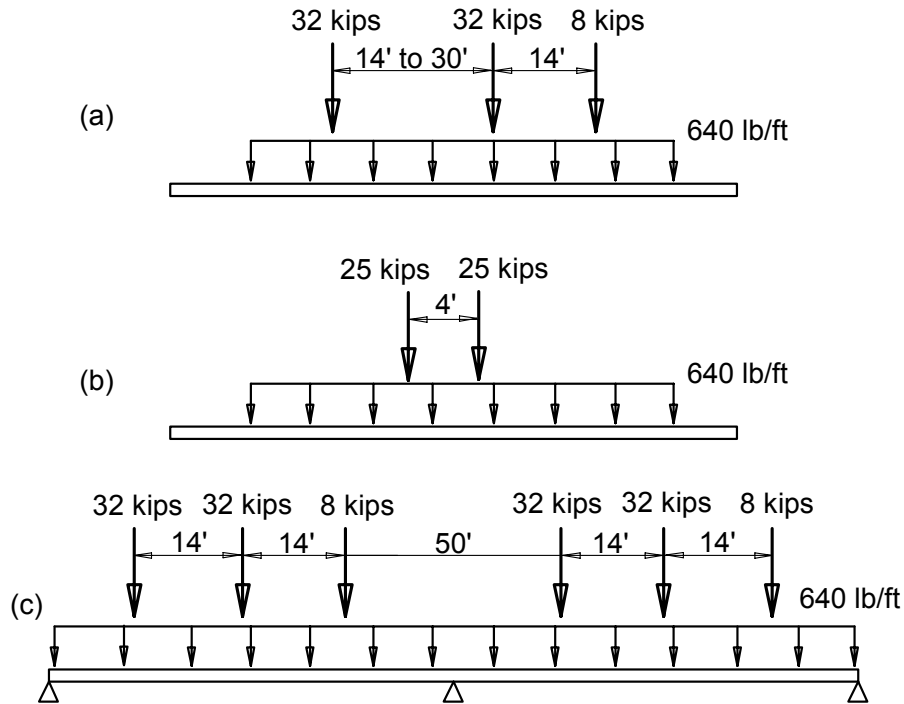 32 kips 32 kips 8 kips
14' to 30' 14'
(a)
640 lb/ft
25 kips 25 kips
4'
(b)
640 lb/ft
32 kips 32 kips 8 kips 32 kips 32 kips 8 kips
14' 14' 50' 14' 14'
(c)
640 lb/ft